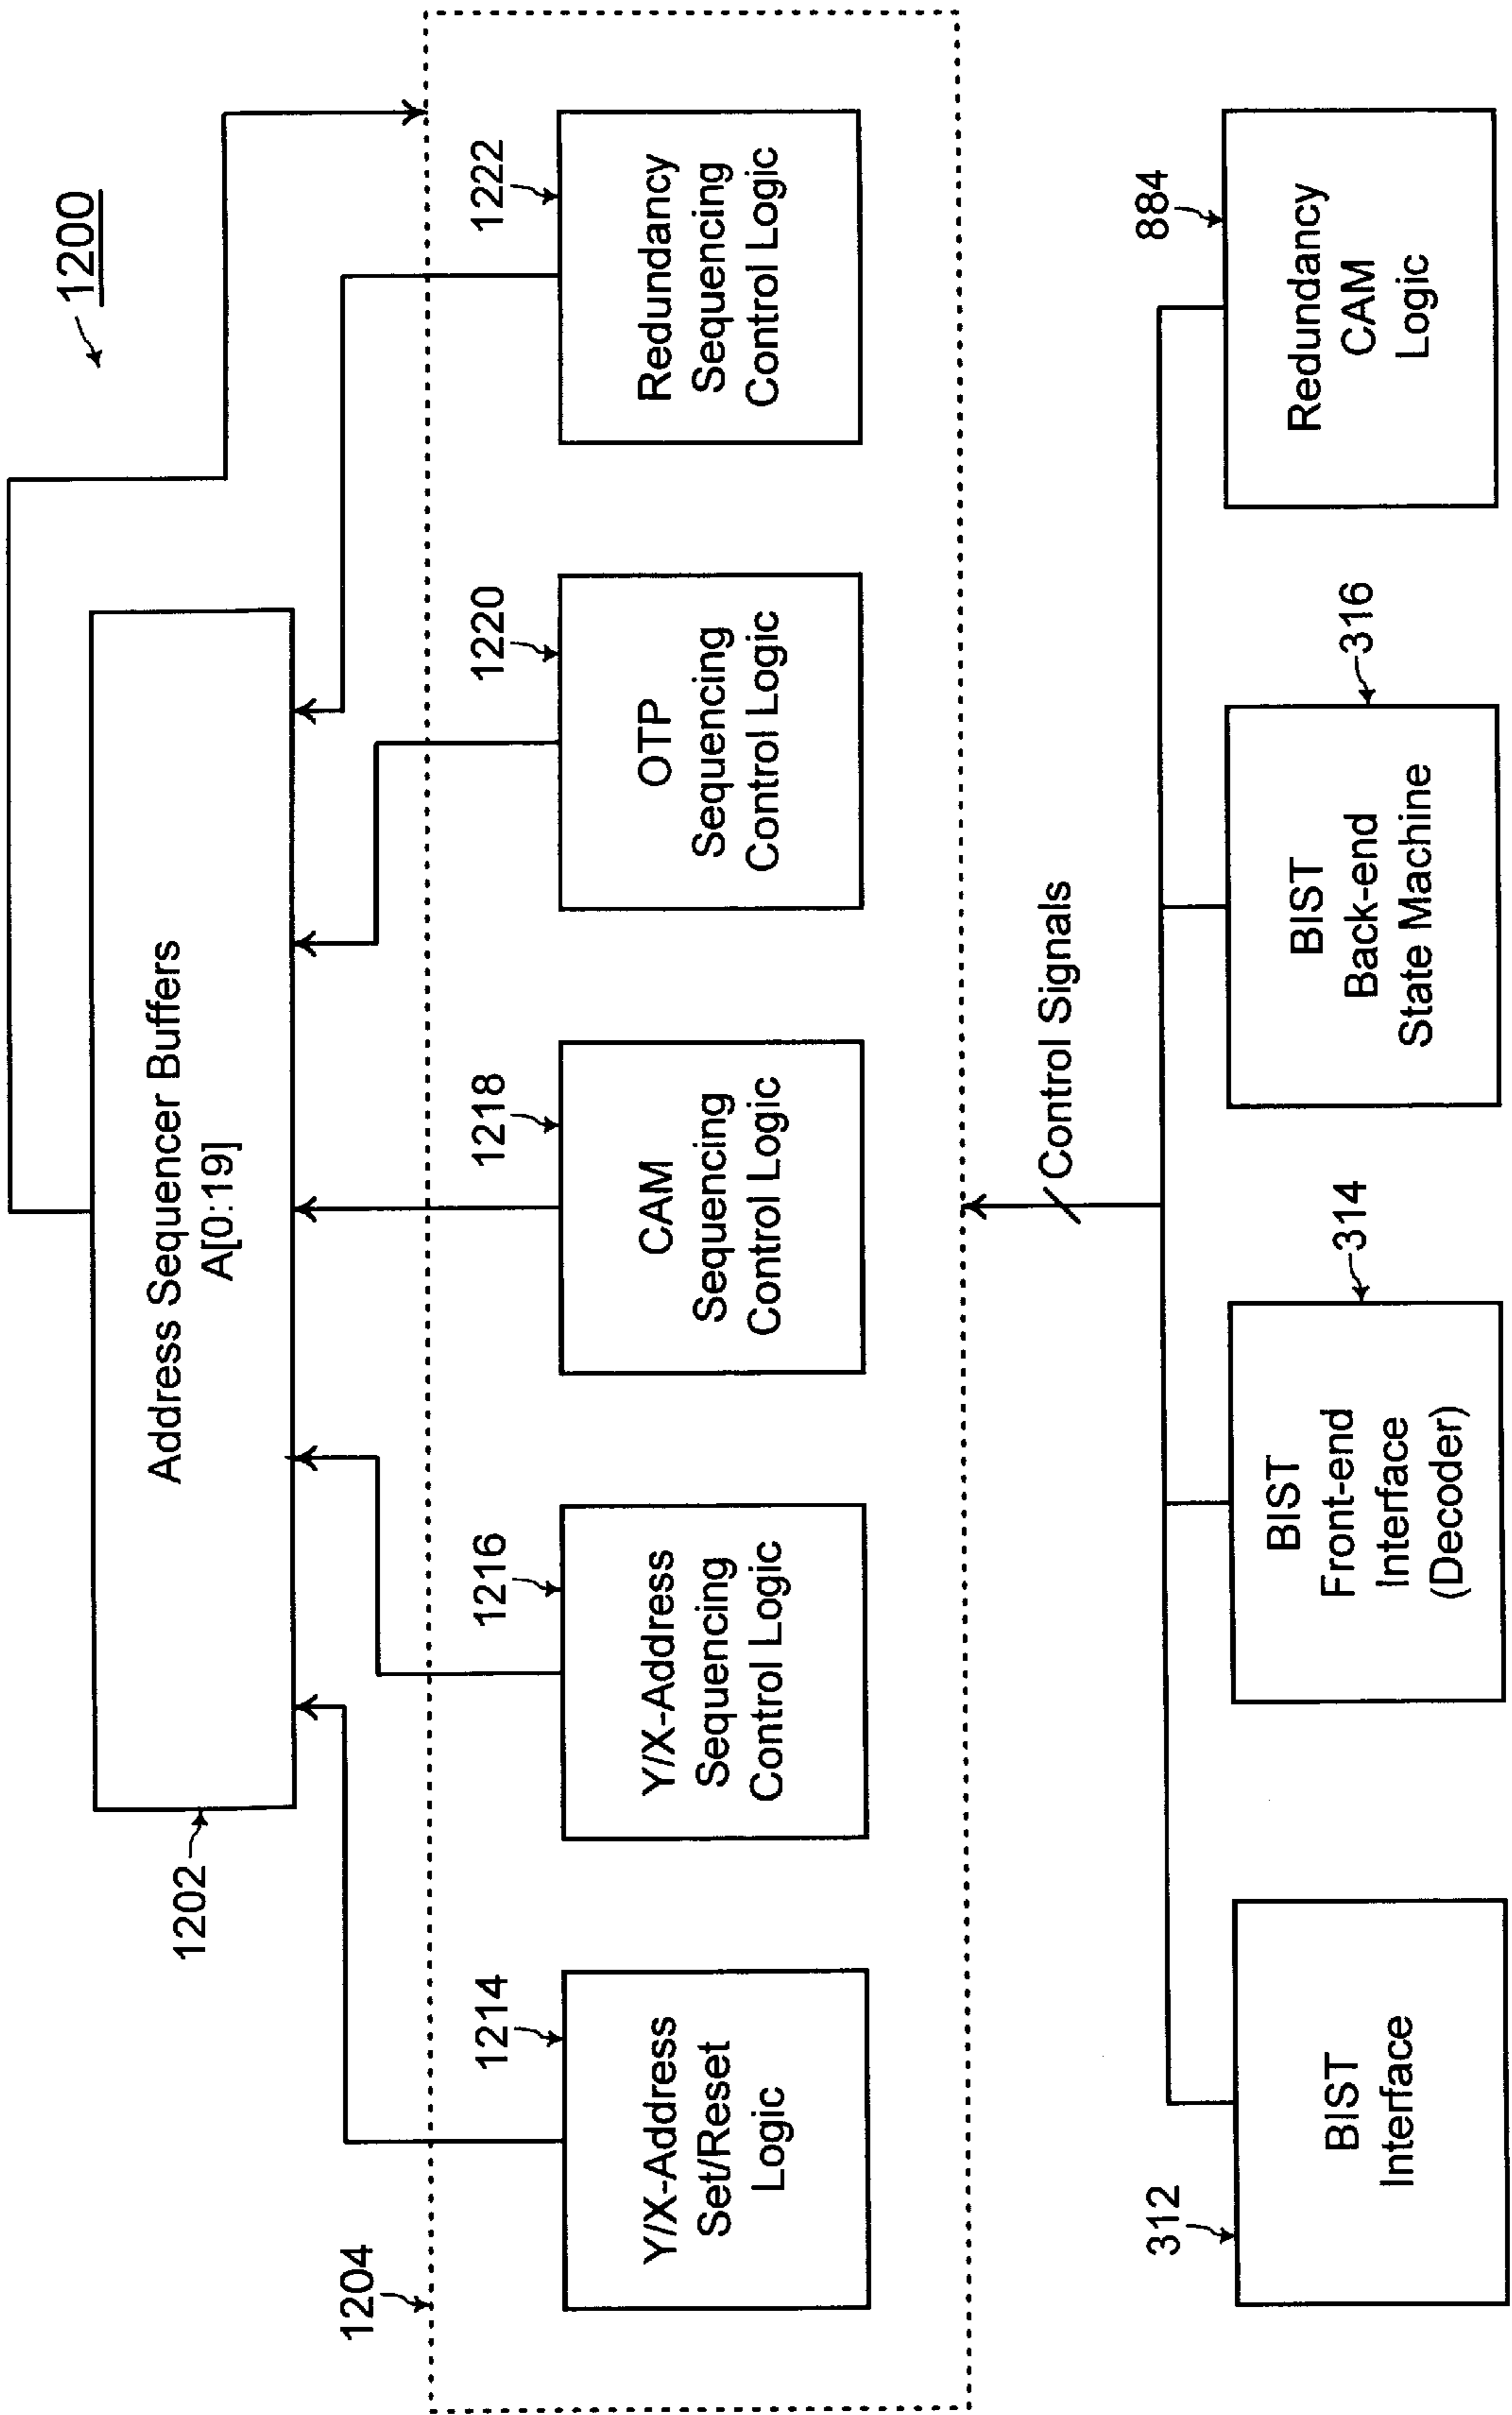 1200
Address Sequencer Buffers
A[0:19]
1202
1204
1214
Y/X-Address
Set/Reset
Logic
1216
Y/X-Address
Sequencing
Control Logic
1218
CAM
Sequencing
Control Logic
1220
OTP
Sequencing
Control Logic
1222
Redundancy
Sequencing
Control Logic
Control Signals
312
BIST
Interface
314
BIST
Front-end
Interface
(Decoder)
316
BIST
Back-end
State Machine
884
Redundancy
CAM
Logic